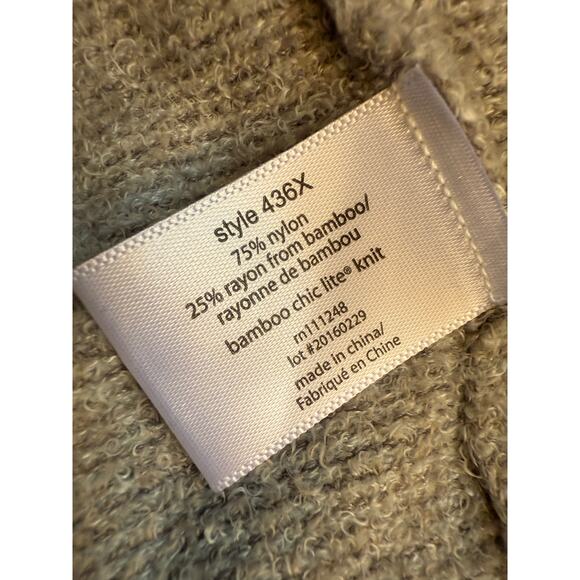 style 436X
75% nylon
25% rayon from bamboo/
rayonne de bambou
bamboo chic lite® knit
rn111248
lot #20160229
made in china/
Fabriqué en Chine